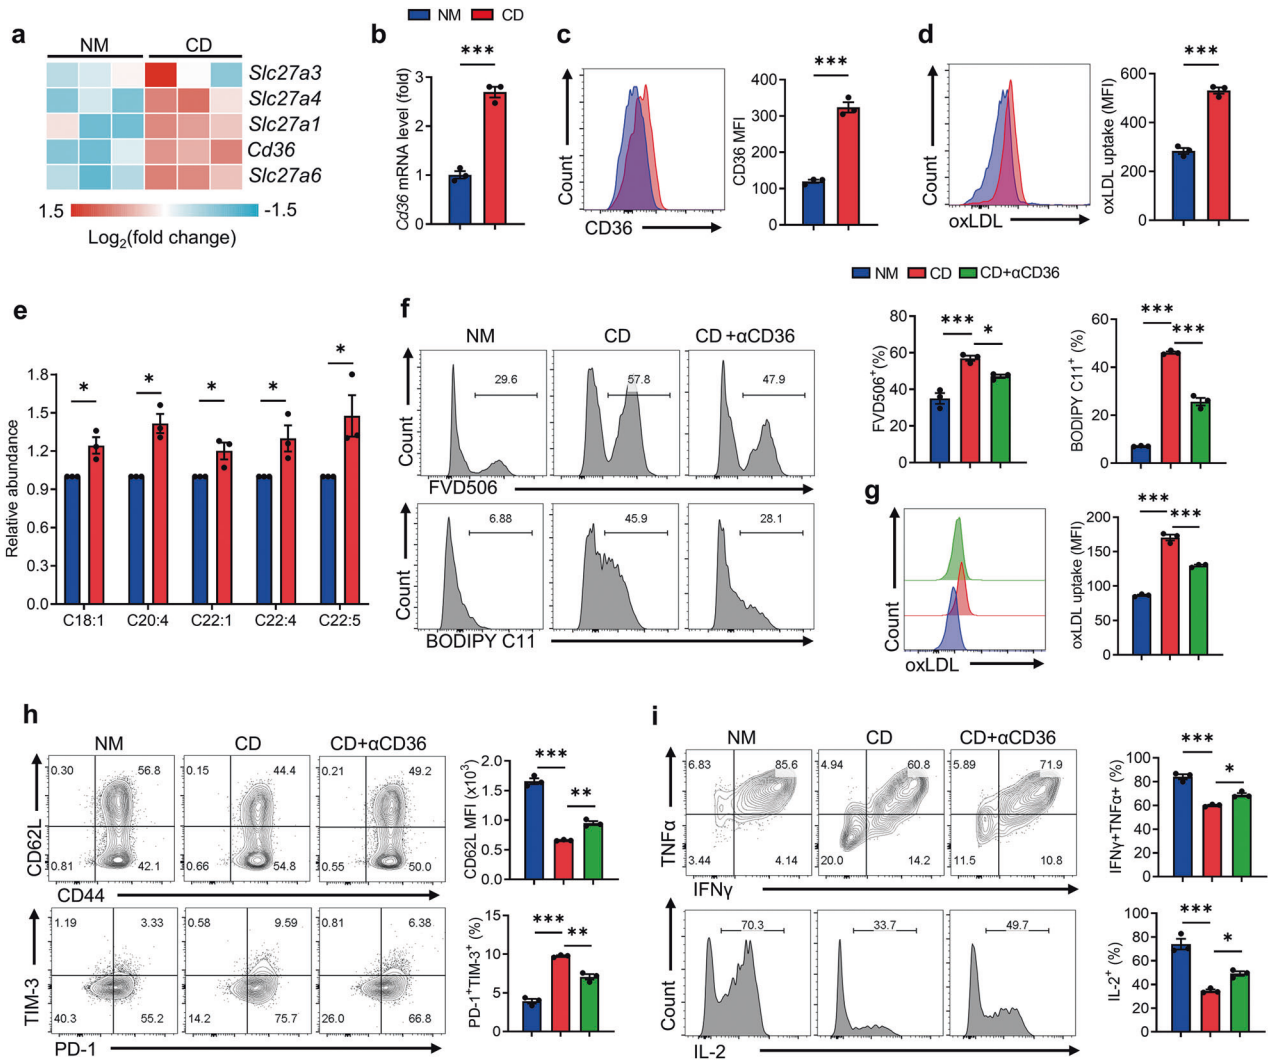 NM CD
a
NM CD
Slc27a3
Slc27a4
Slc27a1
Cd36
Slc27a6
1.5 -1.5
Log2(fold change)
b
***
Cd36 mRNA level (fold)
3
2
1
0
c
Count
CD36
***
CD36 MFI
400
300
200
100
0
d
Count
oxLDL
***
oxLDL uptake (MFI)
600
400
200
0
NM CD CD+αCD36
e
Relative abundance
1.8
1.5
1.2
0.9
0.6
0.3
0.0
* * * * *
C18:1 C20:4 C22:1 C22:4 C22:5
f
NM CD CD+αCD36
Count
29.6 57.8 47.9
FVD506
Count
6.88 45.9 28.1
BODIPY C11
FVD506+(%)
80
60
40
20
0
*** *
BODIPY C11+ (%)
60
40
20
0
***
***
g
Count
oxLDL
oxLDL uptake (MFI)
200
150
100
50
0
***
***
h
NM CD CD+αCD36
CD62L
0.30 56.8 0.15 44.4 0.21 49.2
0.81 42.1 0.66 54.8 0.55 50.0
CD44
TIM-3
1.19 3.33 0.58 9.59 0.81 6.38
40.3 55.2 14.2 75.7 26.0 66.8
PD-1
CD62L MFI (x10³)
2.0
1.5
1.0
0.5
0.0
***
**
PD-1+TIM-3+ (%)
15
10
5
0
***
**
i
NM CD CD+αCD36
TNFα
6.83 85.6 4.94 60.8 5.89 71.9
3.44 4.14 20.0 14.2 11.5 10.8
IFNγ
Count
70.3 33.7 49.7
IL-2
IFNγ+TNFα+ (%)
100
80
60
40
20
0
***
*
IL-2+ (%)
100
80
60
40
20
0
***
*